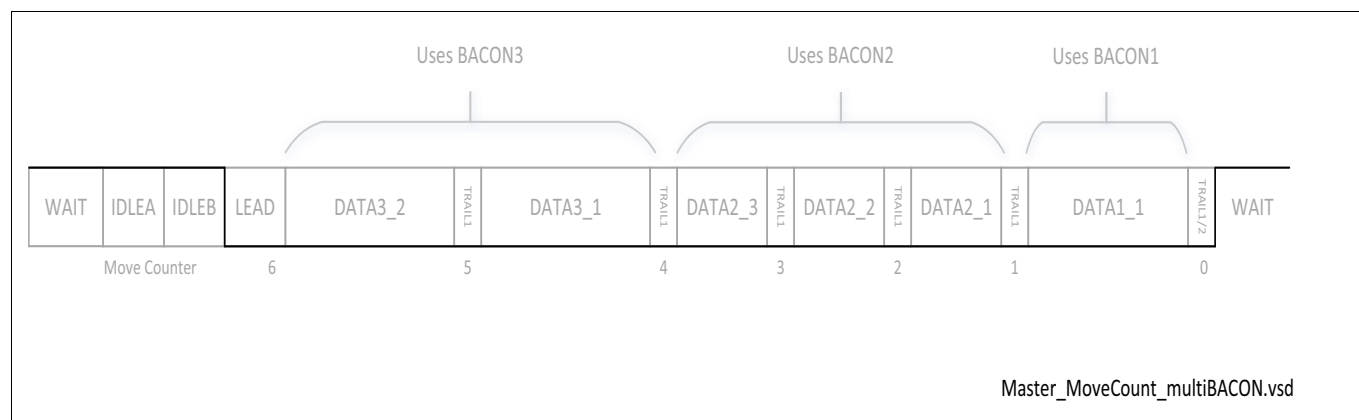 Uses BACON3 Uses BACON2 Uses BACON1
WAIT IDLEA IDLEB LEAD DATA3_2 TRAIL1 DATA3_1 TRAIL1 DATA2_3 TRAIL1 DATA2_2 TRAIL1 DATA2_1 TRAIL1 DATA1_1 TRAIL1/2 WAIT
Move Counter 6 5 4 3 2 1 0
Master_MoveCount_multiBACON.vsd